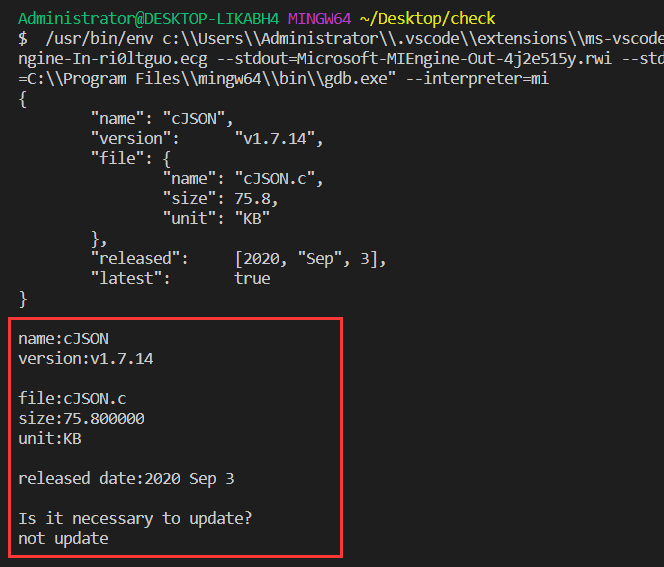 Administrator@DESKTOP-LIKABH4 MINGW64 ~/Desktop/check
$  /usr/bin/env c:\\Users\\Administrator\\.vscode\\extensions\\ms-vscode
ngine-In-ri0ltguo.ecg --stdout=Microsoft-MIEngine-Out-4j2e515y.rwi --std
=C:\\Program Files\\mingw64\\bin\\gdb.exe" --interpreter=mi
{
        "name": "cJSON",
        "version":      "v1.7.14",
        "file": {
                "name": "cJSON.c",
                "size": 75.8,
                "unit": "KB"
        },
        "released":     [2020, "Sep", 3],
        "latest":       true
}
name:cJSON
version:v1.7.14
file:cJSON.c
size:75.800000
unit:KB
released date:2020 Sep 3
Is it necessary to update?
not update